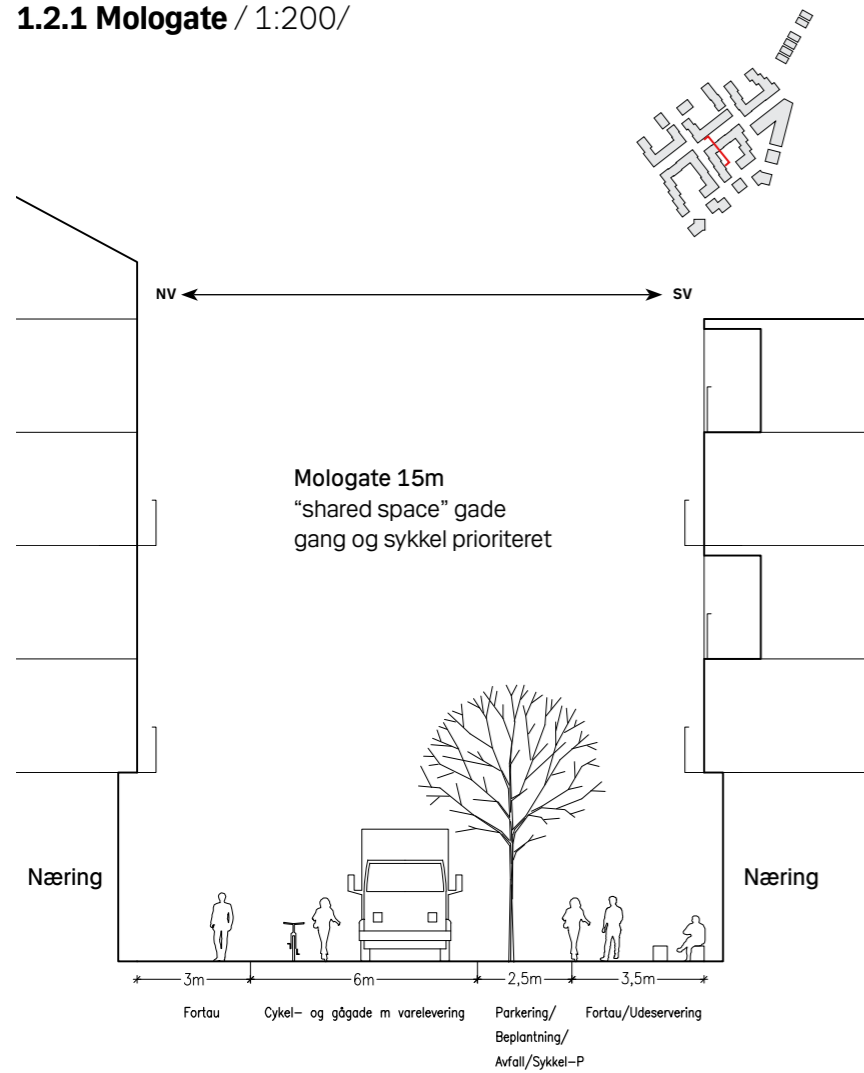 1.2.1 Mologate / 1:200/
NV
SV
Mologate 15m
“shared space” gade
gang og sykkel prioriteret
Næring
Næring
3m
6m
2,5m
3,5m
Fortau
Cykel- og gågade m varelevering
Parkering/
Beplantning/
Avfall/Sykkel-P
Fortau/Udeservering